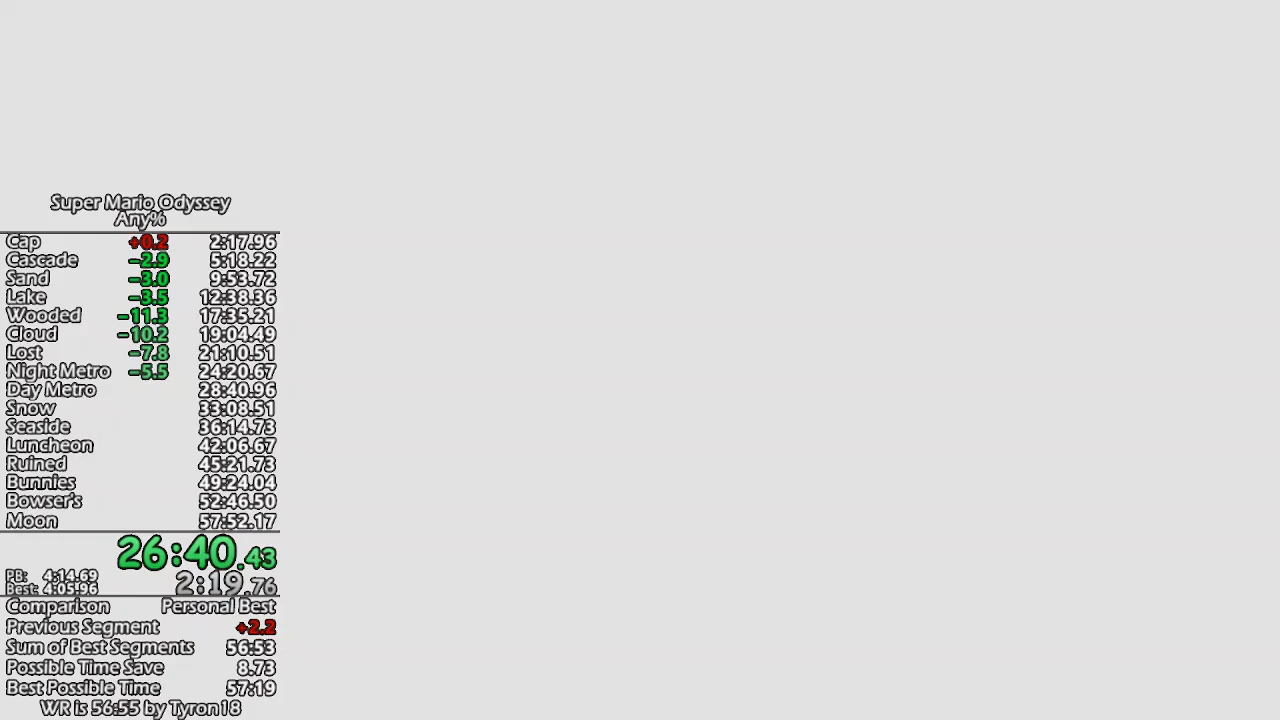 Super Mario Odyssey
Any%
Cap +0.2 2:17.96
Cascade -2.9 5:18.22
Sand -3.0 9:53.72
Lake -3.5 12:38.36
Wooded -11.3 17:35.21
Cloud -10.2 19:04.49
Lost -7.8 21:10.51
Night Metro -5.5 24:20.67
Day Metro 28:40.96
Snow 33:08.51
Seaside 36:14.73
Luncheon 42:06.67
Ruined 45:21.73
Bunnies 49:24.04
Bowser's 52:46.50
Moon 57:52.17
26:40.43
PB: 4:14.69 2:19.76
Best: 4:05.96
Comparison Personal Best
Previous Segment +2.2
Sum of Best Segments 56:53
Possible Time Save 8.73
Best Possible Time 57:19
WR is 56:55 by Tyron18